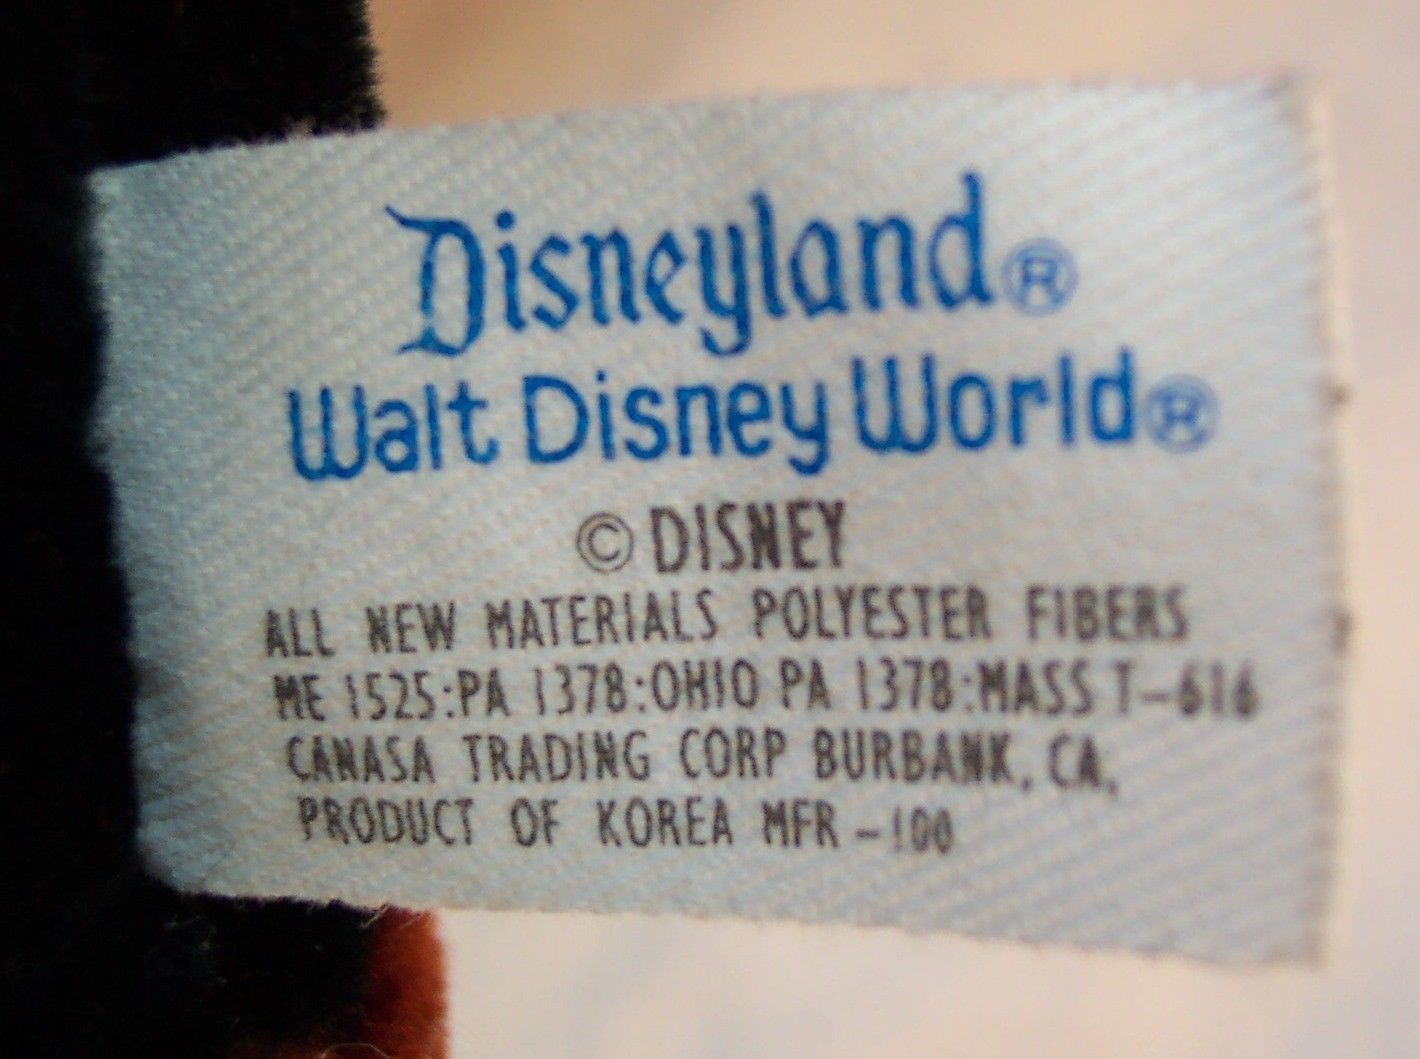 Disneyland®
Walt Disney World®
© DISNEY
ALL NEW MATERIALS POLYESTER FIBERS
ME 1525:PA 1378:OHIO PA 1378:MASS T-616
CANASA TRADING CORP BURBANK, CA.
PRODUCT OF KOREA MFR -100